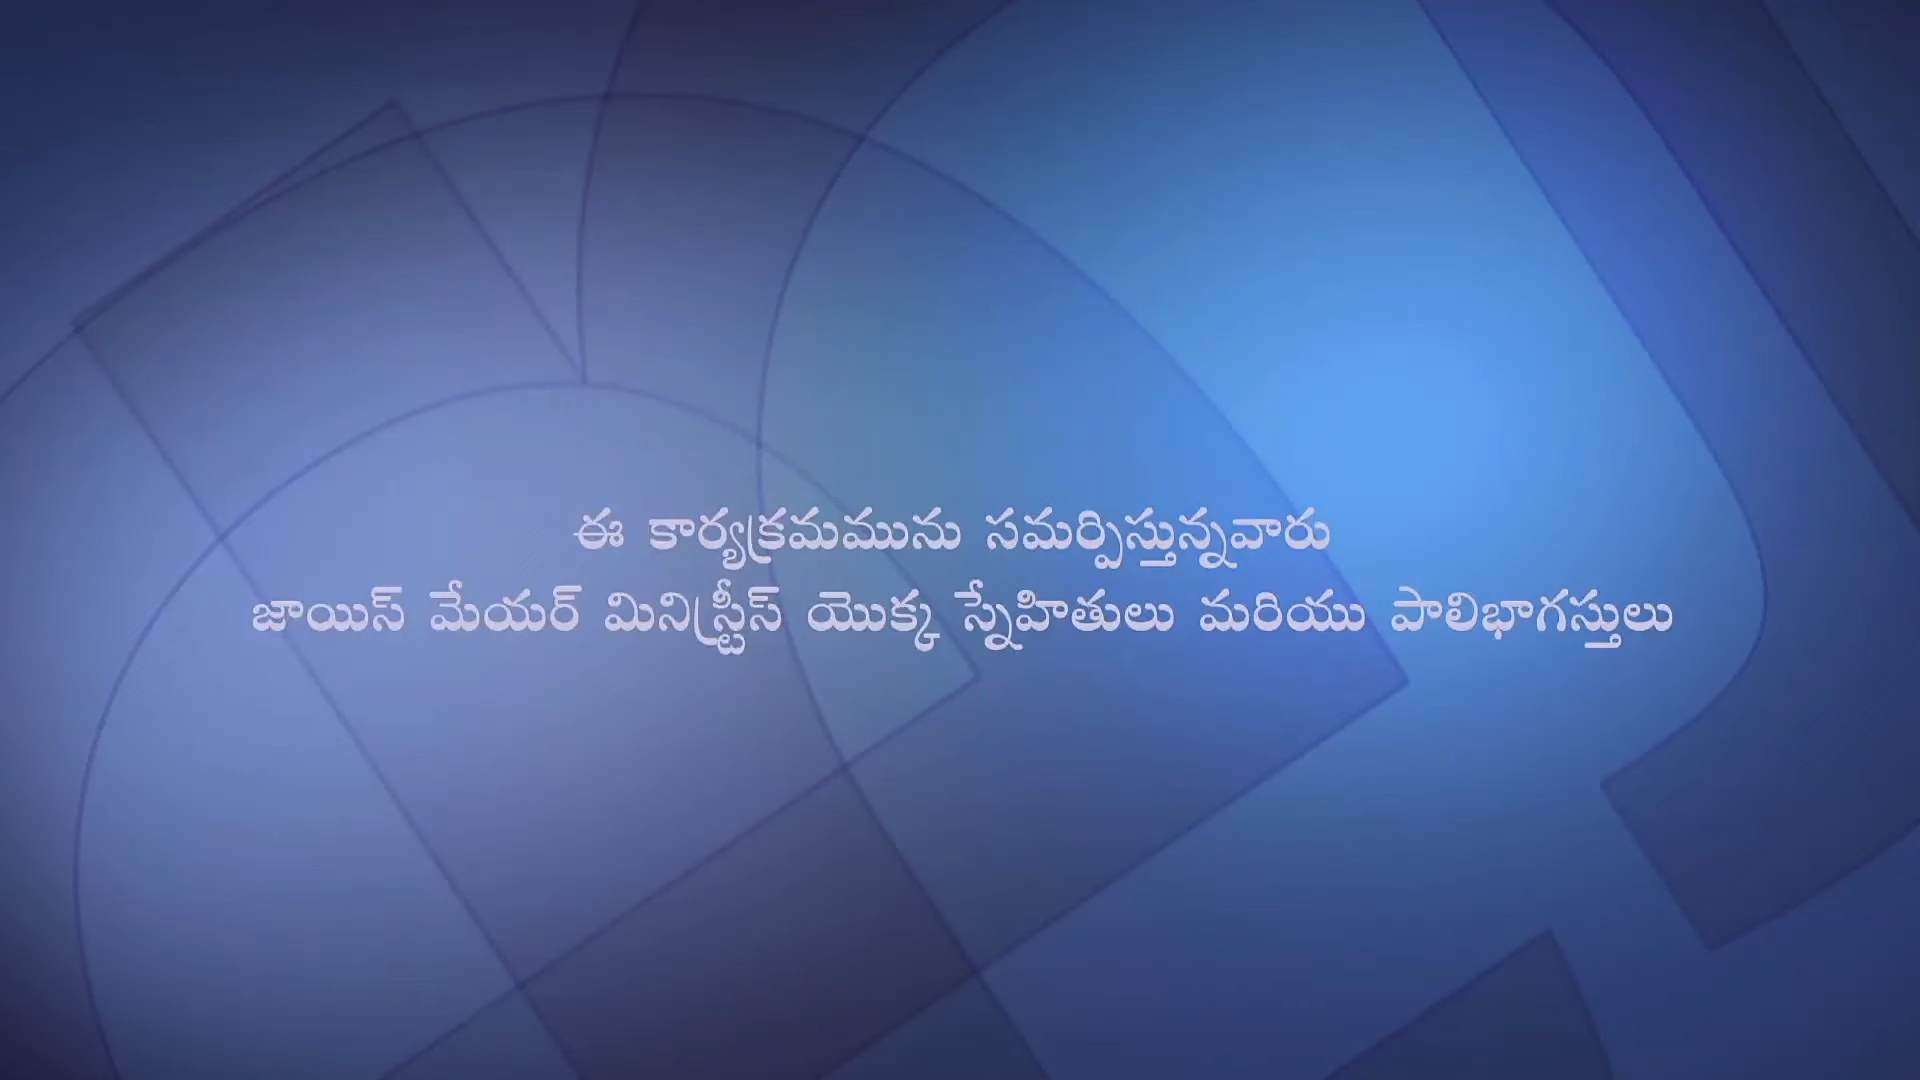 ఈ కార్యక్రమమును సమర్పిస్తున్నవారు
జాయిస్ మేయర్ మినిస్ట్రీస్ యొక్క స్నేహితులు మరియు పాలిభాగస్తులు